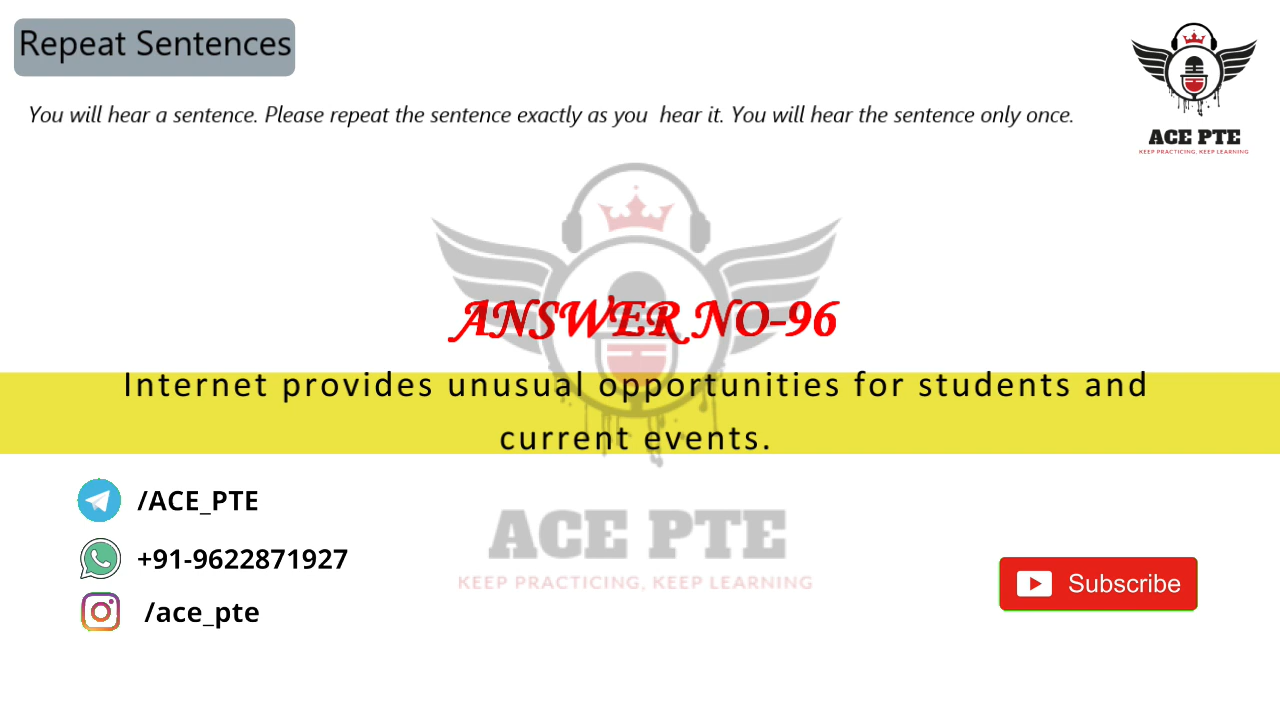 Repeat Sentences
You will hear a sentence. Please repeat the sentence exactly as you hear it. You will hear the sentence only once.
ACE PTE
KEEP PRACTICING, KEEP LEARNING
ANSWER NO-96
Internet provides unusual opportunities for students and
current events.
/ACE_PTE
+91-9622871927
/ace_pte
ACE PTE
KEEP PRACTICING, KEEP LEARNING
Subscribe